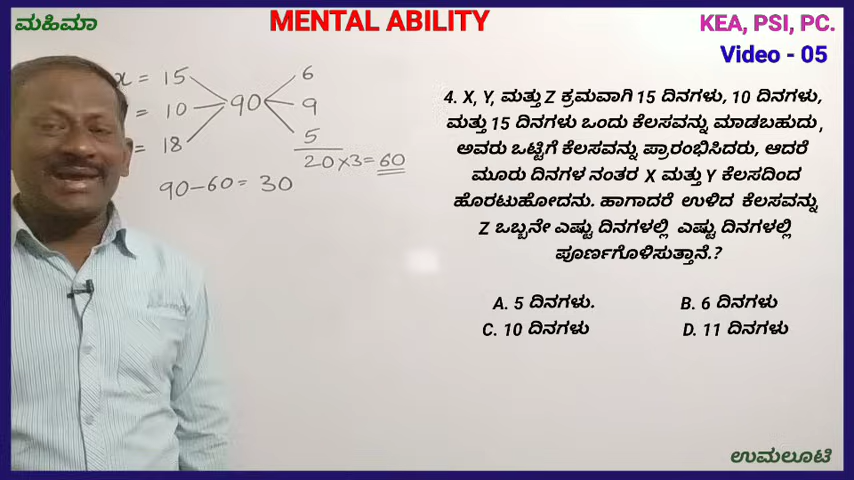 ಮಹಿಮಾ
MENTAL ABILITY
KEA, PSI, PC.
Video - 05
x = 15
= 10
= 18
90
6
9
5
20×3= 60
90-60= 30
4. X, Y, ಮತ್ತು Z ಕ್ರಮವಾಗಿ 15 ದಿನಗಳು, 10 ದಿನಗಳು,
ಮತ್ತು 15 ದಿನಗಳು ಒಂದು ಕೆಲಸವನ್ನು ಮಾಡಬಹುದು,
ಅವರು ಒಟ್ಟಿಗೆ ಕೆಲಸವನ್ನು ಪ್ರಾರಂಭಿಸಿದರು, ಆದರೆ
ಮೂರು ದಿನಗಳ ನಂತರ X ಮತ್ತು Y ಕೆಲಸದಿಂದ
ಹೊರಟುಹೋದನು. ಹಾಗಾದರೆ ಉಳಿದ ಕೆಲಸವನ್ನು
Z ಒಬ್ಬನೇ ಎಷ್ಟು ದಿನಗಳಲ್ಲಿ ಎಷ್ಟು ದಿನಗಳಲ್ಲಿ
ಪೂರ್ಣಗೊಳಿಸುತ್ತಾನೆ.?
A. 5 ದಿನಗಳು. B. 6 ದಿನಗಳು
C. 10 ದಿನಗಳು D. 11 ದಿನಗಳು
ಉಮಲೂಟಿ